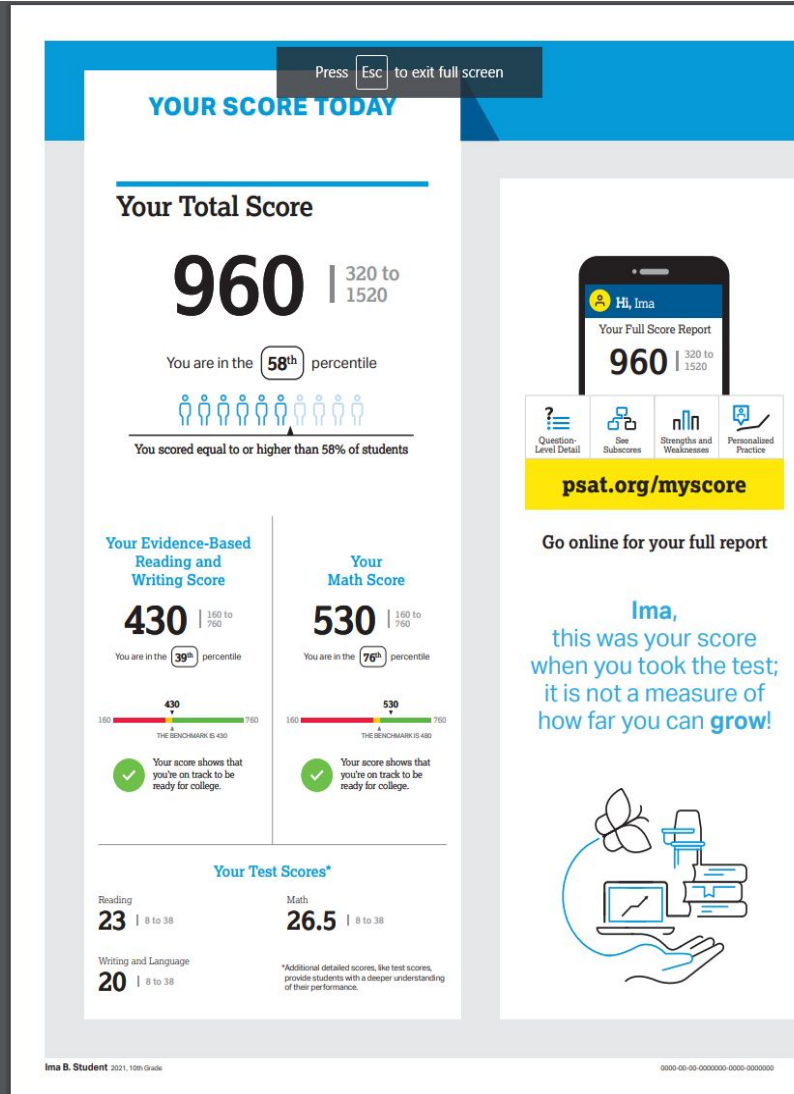 Press Esc to exit full screen
YOUR SCORE TODAY
Your Total Score
960 | 320 to
1520
You are in the 58th percentile
You scored equal to or higher than 58% of students
Your Evidence-Based
Reading and
Writing Score
430 | 160 to
760
You are in the 39th percentile
430
160 760
THE BENCHMARK IS 430
Your score shows that
you're on track to be
ready for college.
Your
Math Score
530 | 160 to
760
You are in the 76th percentile
530
160 760
THE BENCHMARK IS 480
Your score shows that
you're on track to be
ready for college.
Your Test Scores*
Reading
23 | 8 to 38
Math
26.5 | 8 to 38
Writing and Language
20 | 8 to 38
*Additional detailed scores, like test scores,
provide students with a deeper understanding
of their performance.
Hi, Ima
Your Full Score Report
960 | 320 to
1520
Question-
Level Detail
See
Subscores
Strengths and
Weaknesses
Personalized
Practice
psat.org/myscore
Go online for your full report
Ima,
this was your score
when you took the test;
it is not a measure of
how far you can grow!
Ima B. Student 2021, 10th Grade
0000-00-00-0000000-0000-0000000